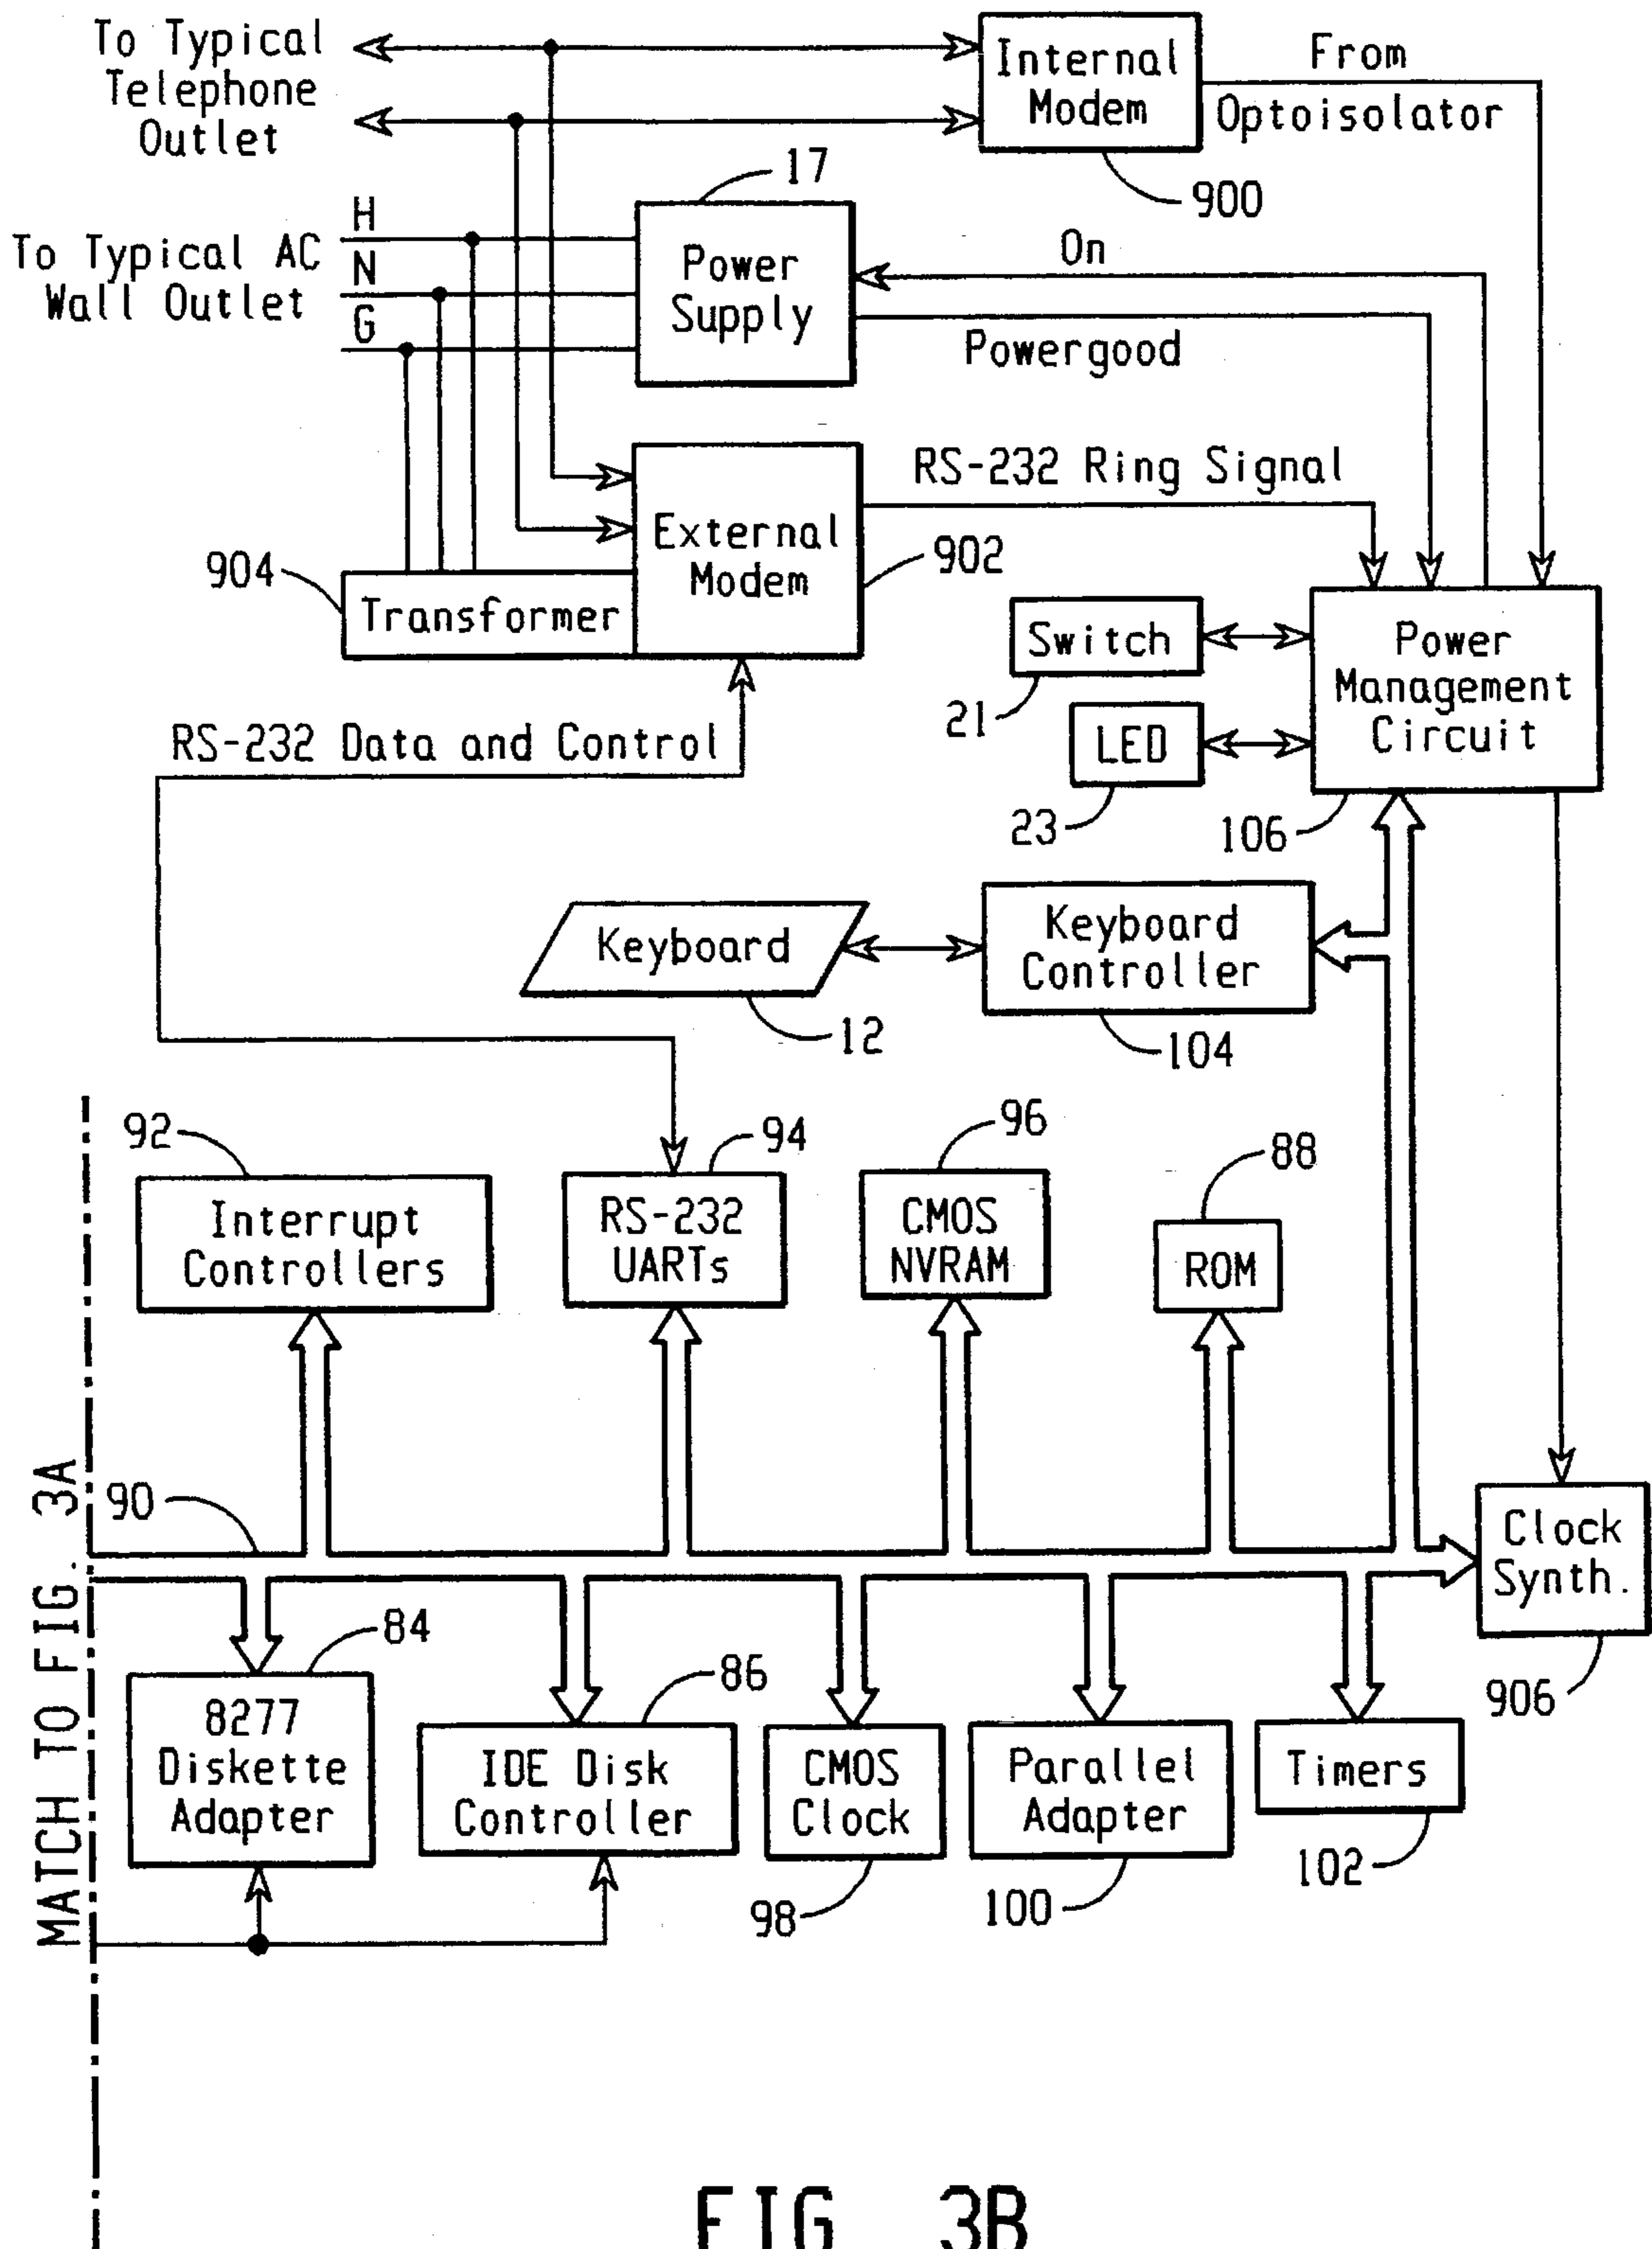 To Typical
Telephone
Outlet
Internal
Modem
From
Optoisolator
900
17
H
To Typical AC
N
Wall Outlet
G
Power
Supply
On
Powergood
RS-232 Ring Signal
External
Modem
902
904
Transformer
Switch
21
LED
23
Power
Management
Circuit
106
RS-232 Data and Control
Keyboard
12
Keyboard
Controller
104
92
Interrupt
Controllers
94
RS-232
UARTs
96
CMOS
NVRAM
88
ROM
MATCH TO FIG. 3A
90
Clock
Synth.
906
84
8277
Diskette
Adapter
86
IDE Disk
Controller
CMOS
Clock
98
Parallel
Adapter
100
Timers
102
FIG. 3B